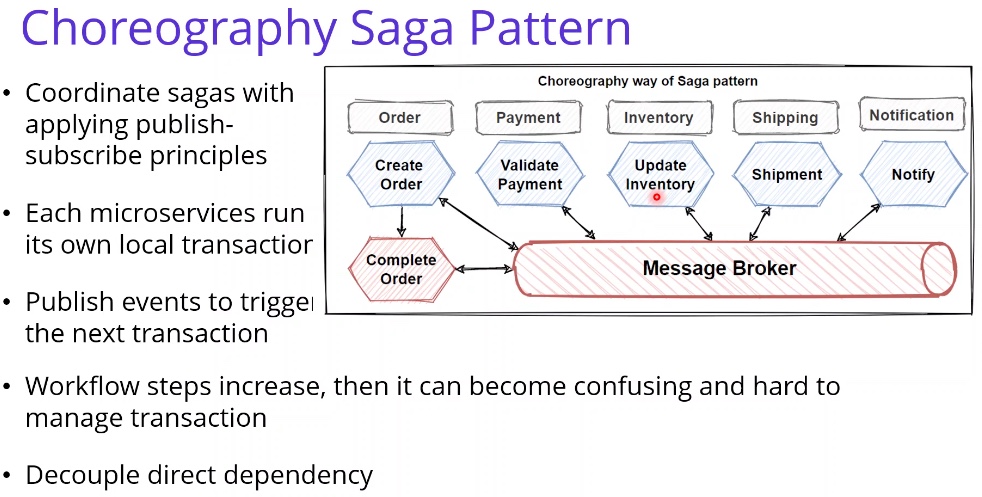 Choreography Saga Pattern
• Coordinate sagas with
applying publish-
subscribe principles
• Each microservices run
its own local transaction
• Publish events to trigger
the next transaction
• Workflow steps increase, then it can become confusing and hard to
manage transaction
• Decouple direct dependency
Choreography way of Saga pattern
Order
Payment
Inventory
Shipping
Notification
Create
Order
Validate
Payment
Update
Inventory
Shipment
Notify
Complete
Order
Message Broker